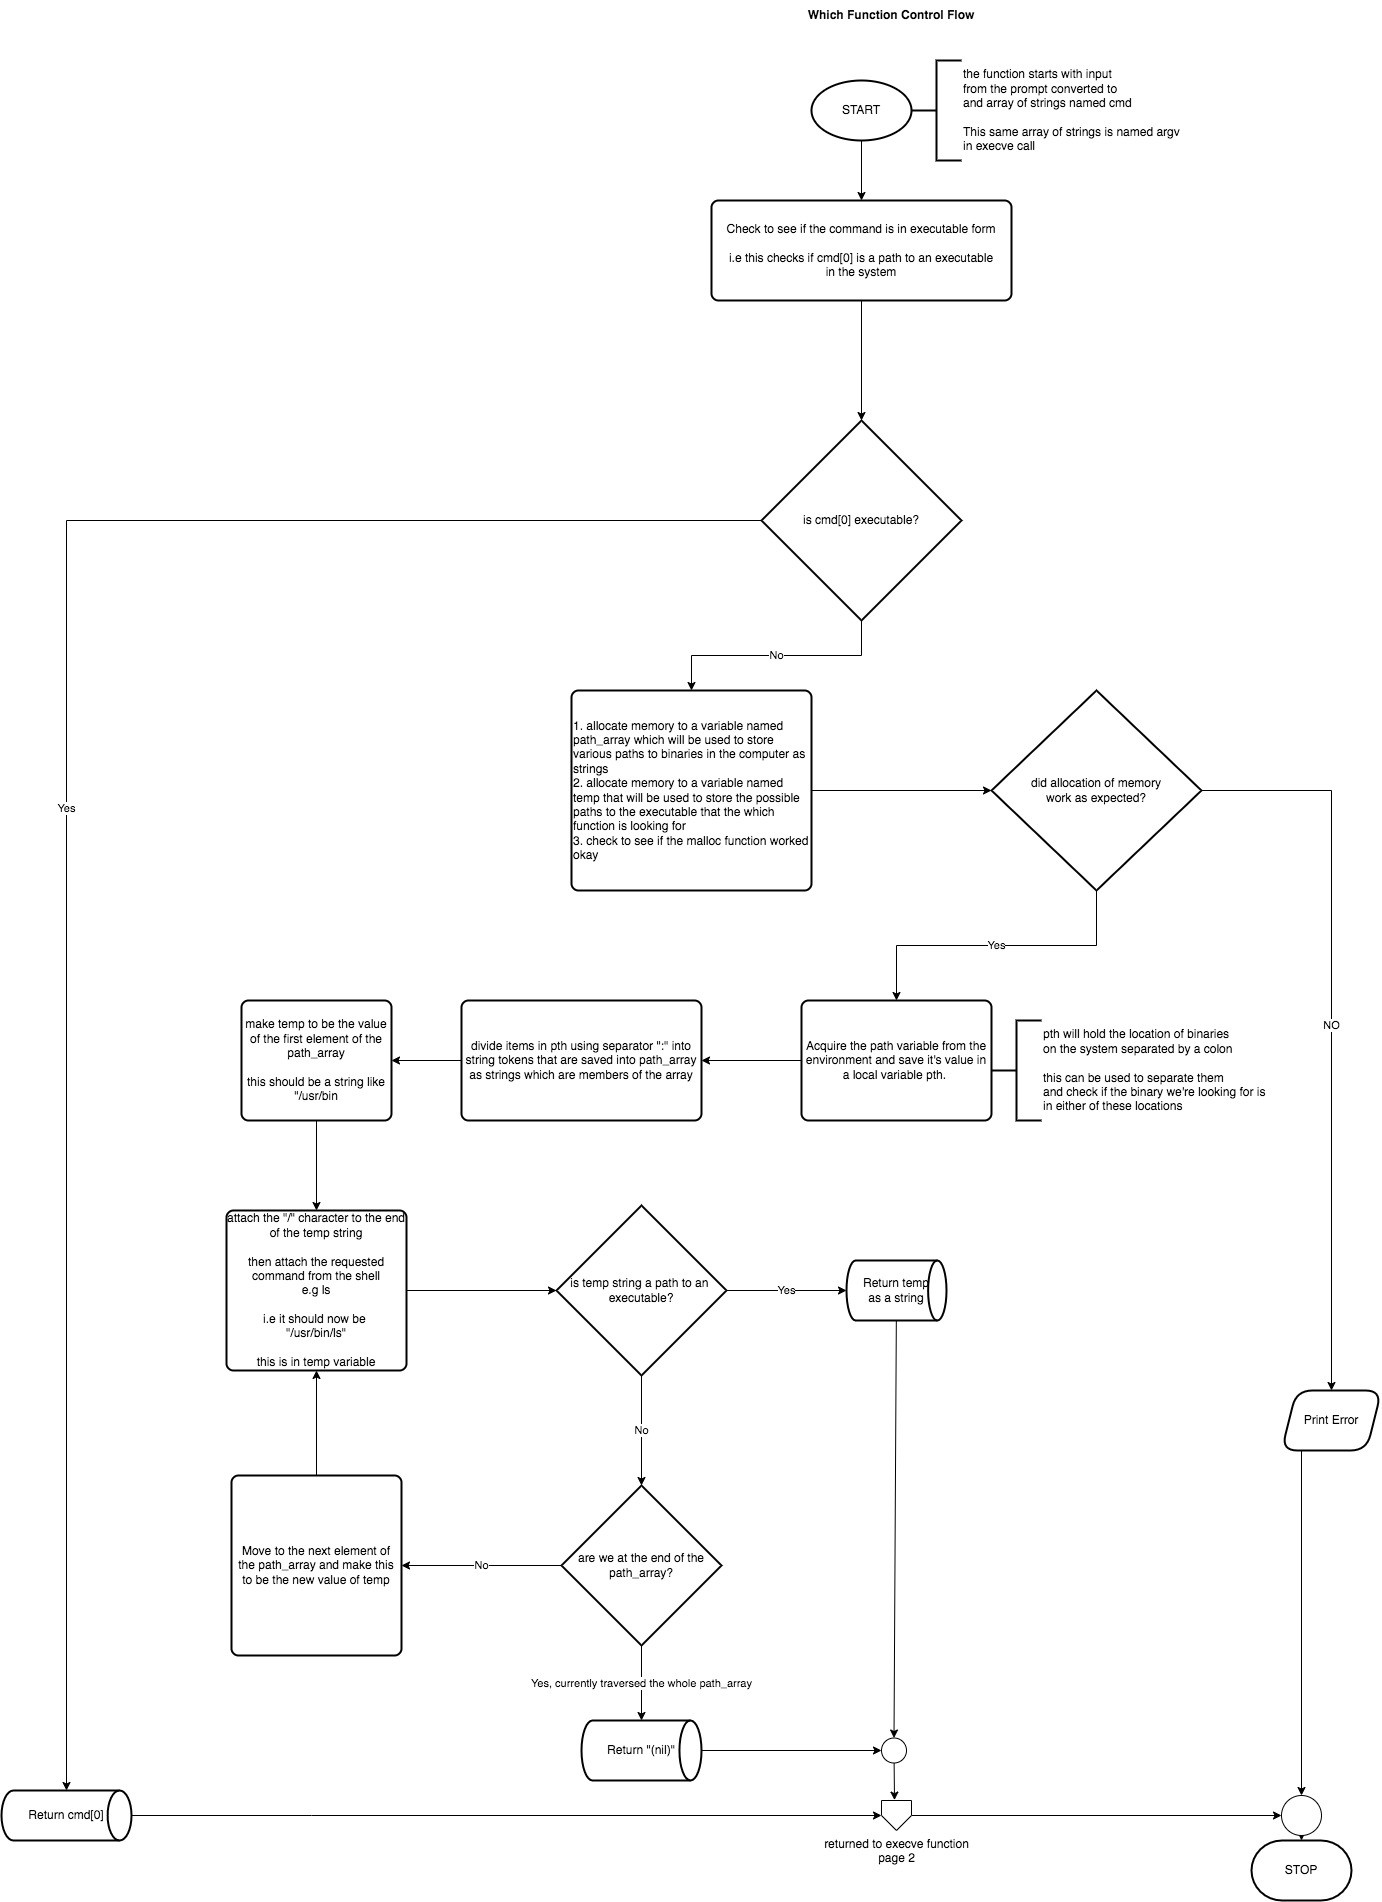 Which Function Control Flow
START
the function starts with input
from the prompt converted to
and array of strings named cmd
This same array of strings is named argv
in execve call
Check to see if the command is in executable form
i.e this checks if cmd[0] is a path to an executable
in the system
is cmd[0] executable?
No
Yes
1. allocate memory to a variable named
path_array which will be used to store
various paths to binaries in the computer as
strings
2. allocate memory to a variable named
temp that will be used to store the possible
paths to the executable that the which
function is looking for
3. check to see if the malloc function worked
okay
did allocation of memory
work as expected?
Yes
NO
make temp to be the value
of the first element of the
path_array
this should be a string like
"/usr/bin
divide items in pth using separator ":" into
string tokens that are saved into path_array
as strings which are members of the array
Acquire the path variable from the
environment and save it's value in
a local variable pth.
pth will hold the location of binaries
on the system separated by a colon
this can be used to separate them
and check if the binary we're looking for is
in either of these locations
attach the "/" character to the end
of the temp string
then attach the requested
command from the shell
e.g ls
i.e it should now be
"/usr/bin/ls"
this is in temp variable
is temp string a path to an
executable?
Yes
Return temp
as a string
No
Print Error
Move to the next element of
the path_array and make this
to be the new value of temp
No
are we at the end of the
path_array?
Yes, currently traversed the whole path_array
Return "(nil)"
Return cmd[0]
returned to execve function
page 2
STOP